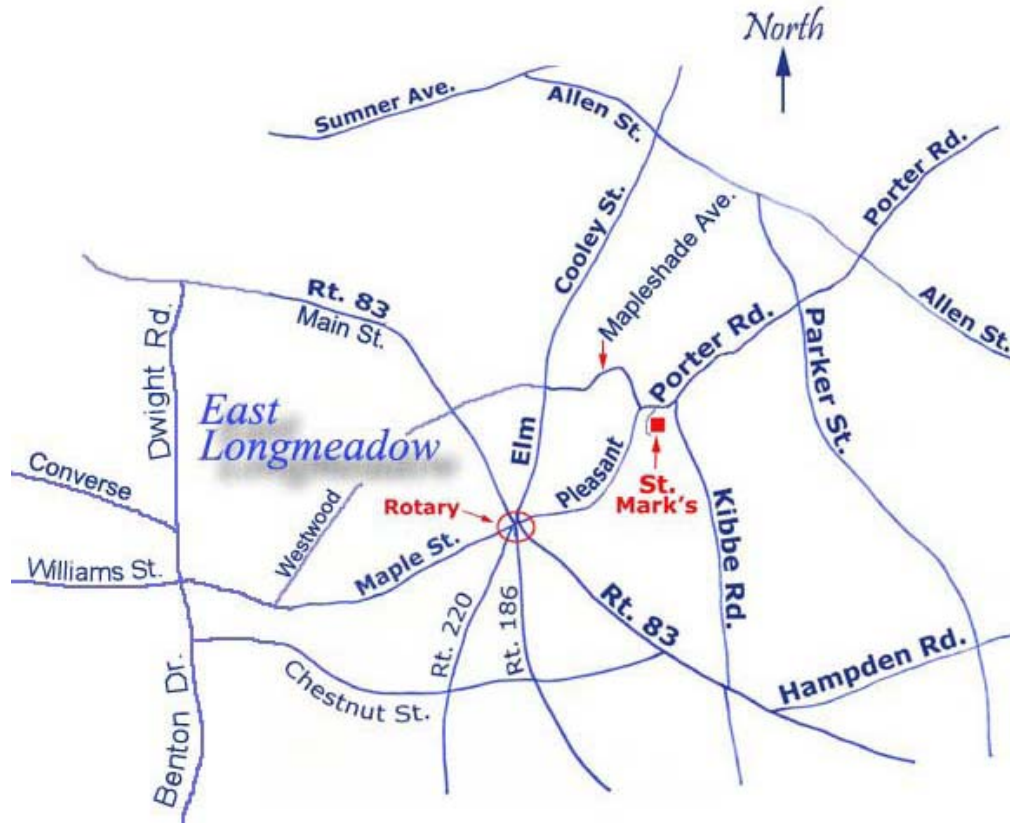 North
Sumner Ave.
Allen St.
Porter Rd.
Cooley St.
Mapleshade Ave.
Rt. 83
Main St.
Dwight Rd.
Porter Rd.
Allen St.
Parker St.
East
Longmeadow
Elm
Pleasant
St.
Mark's
Converse
Westwood
Rotary
Kibbe Rd.
Williams St.
Maple St.
Rt. 220
Rt. 186
Rt. 83
Hampden Rd.
Chestnut St.
Benton Dr.